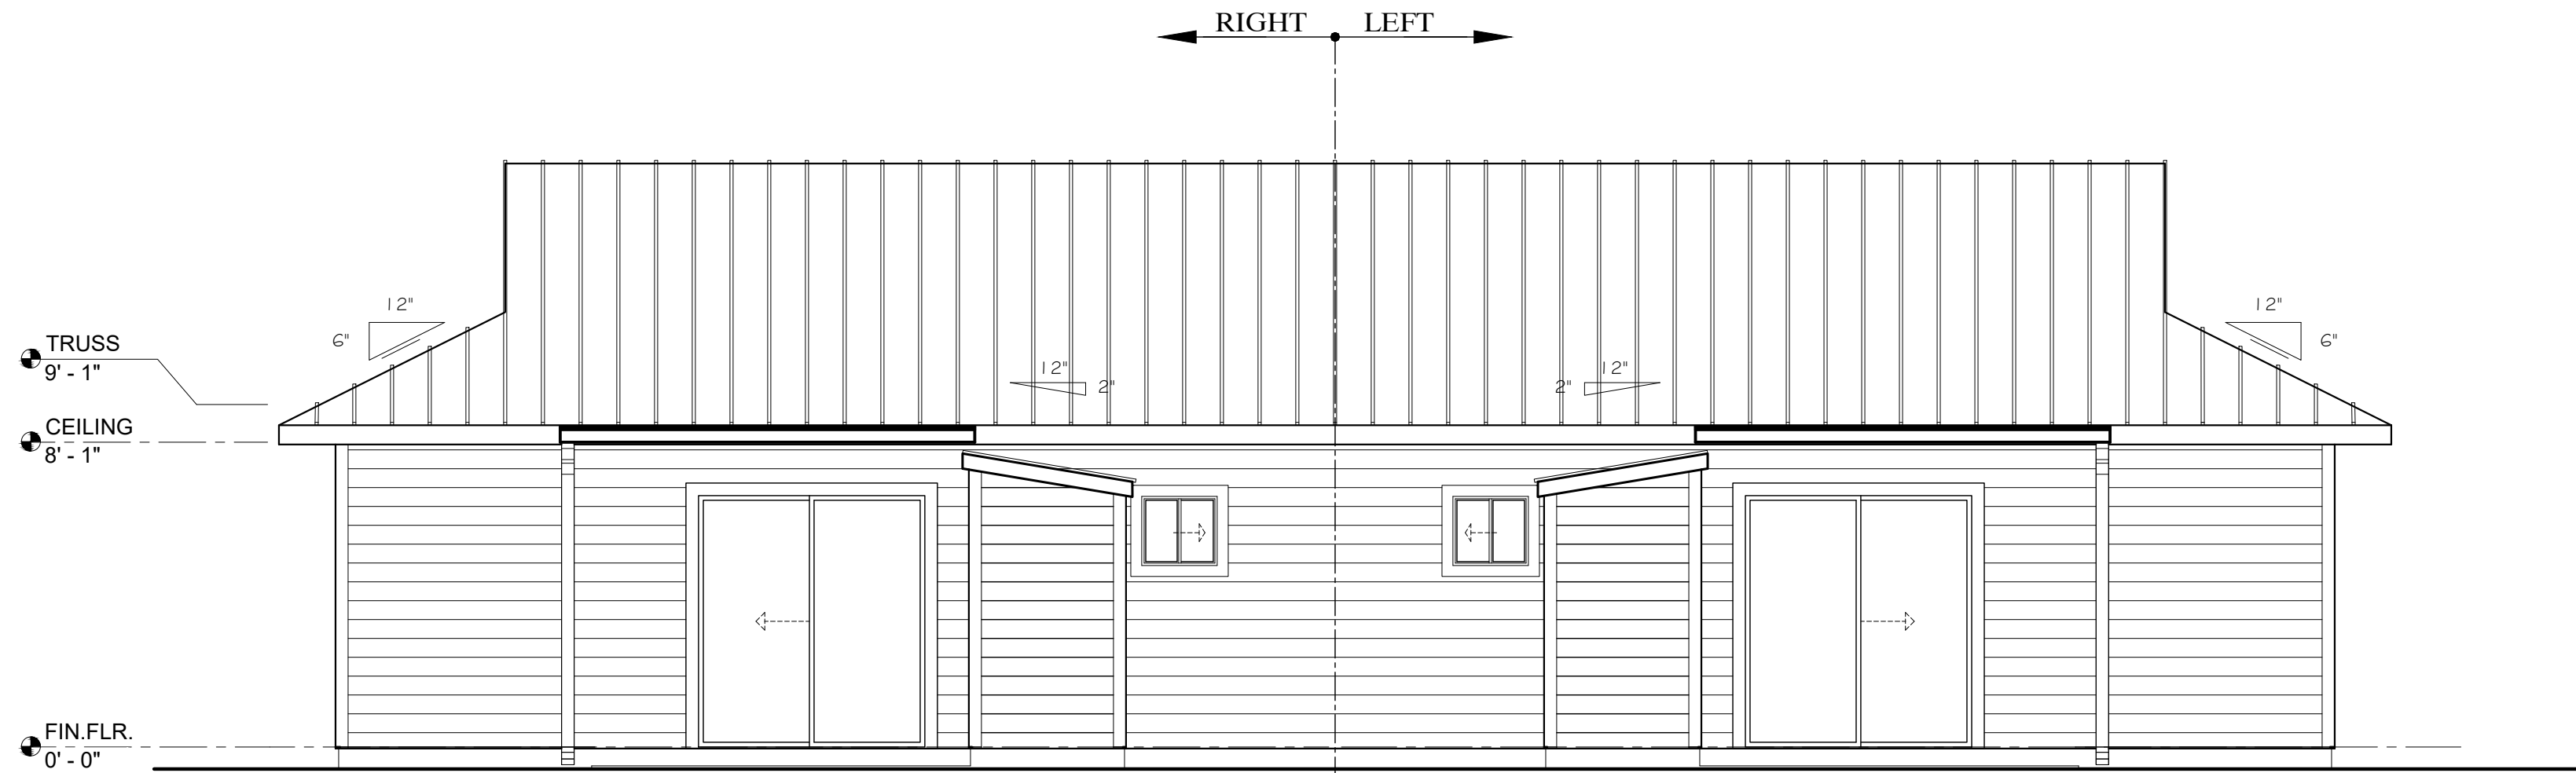 RIGHT LEFT
12"
6"
12"
6"
TRUSS
9' - 1"
12"
2"
12"
2"
CEILING
8' - 1"
FIN.FLR.
0' - 0"